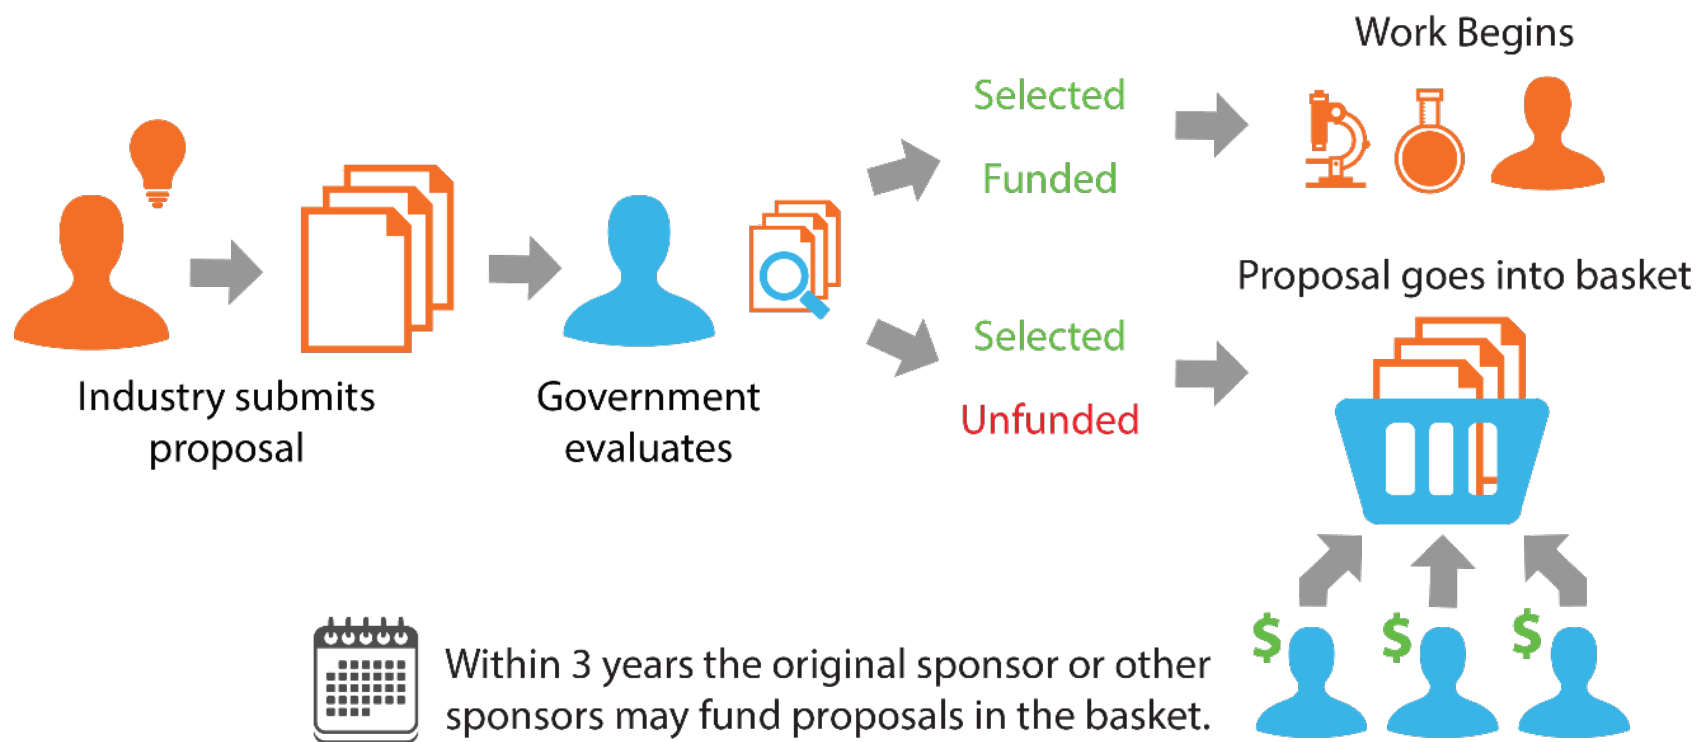 Work Begins
Selected
Funded
Proposal goes into basket
Selected
Unfunded
Industry submits
proposal
Government
evaluates
$ $ $
Within 3 years the original sponsor or other
sponsors may fund proposals in the basket.